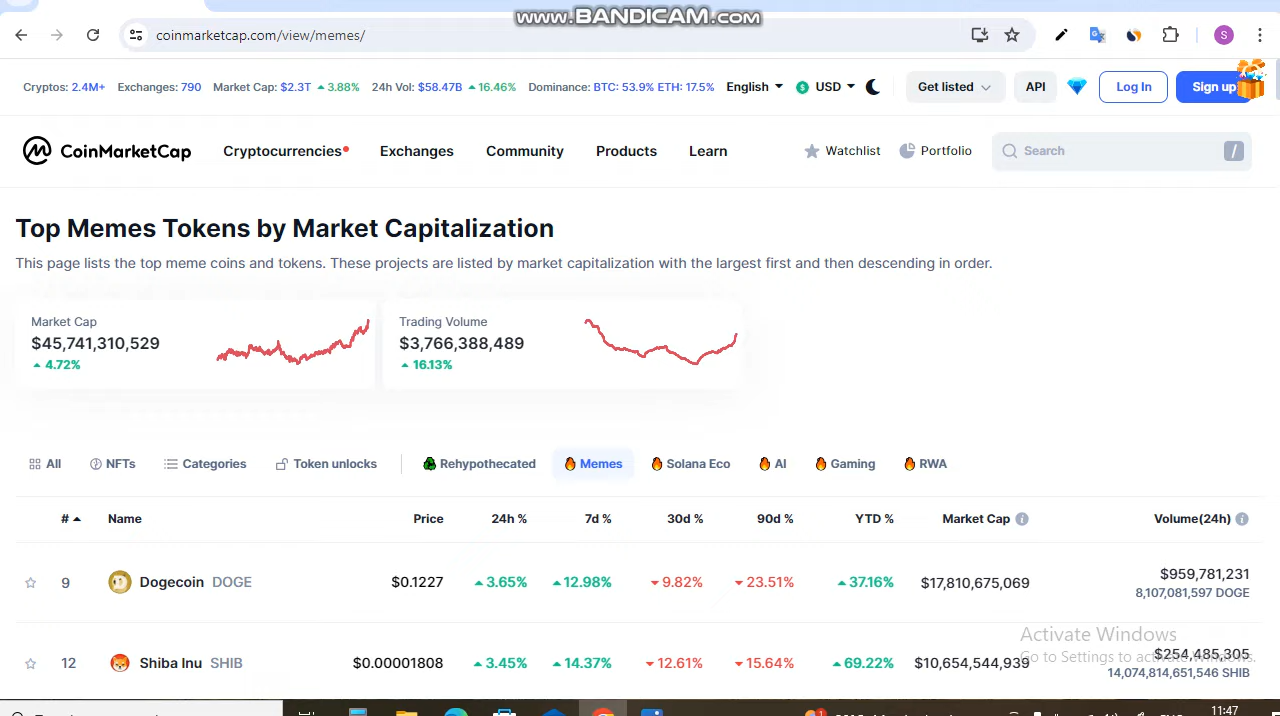 www.BANDICAM.com
coinmarketcap.com/view/memes/
S
Cryptos: 2.4M+ Exchanges: 790 Market Cap: $2.3T 3.88% 24h Vol: $58.47B 16.46% Dominance: BTC: 53.9% ETH: 17.5% English USD Get listed API Log In Sign up
CoinMarketCap Cryptocurrencies Exchanges Community Products Learn Watchlist Portfolio Search /
Top Memes Tokens by Market Capitalization
This page lists the top meme coins and tokens. These projects are listed by market capitalization with the largest first and then descending in order.
Market Cap Trading Volume
$45,741,310,529 $3,766,388,489
4.72% 16.13%
All NFTs Categories Token unlocks Rehypothecated Memes Solana Eco AI Gaming RWA
# Name Price 24h % 7d % 30d % 90d % YTD % Market Cap Volume(24h)
9 Dogecoin DOGE $0.1227 3.65% 12.98% 9.82% 23.51% 37.16% $17,810,675,069 $959,781,231
8,107,081,597 DOGE
Activate Windows
Go to Settings to activate Windows.
12 Shiba Inu SHIB $0.00001808 3.45% 14.37% 12.61% 15.64% 69.22% $10,654,544,939 $254,485,305
14,074,814,651,546 SHIB
11:47